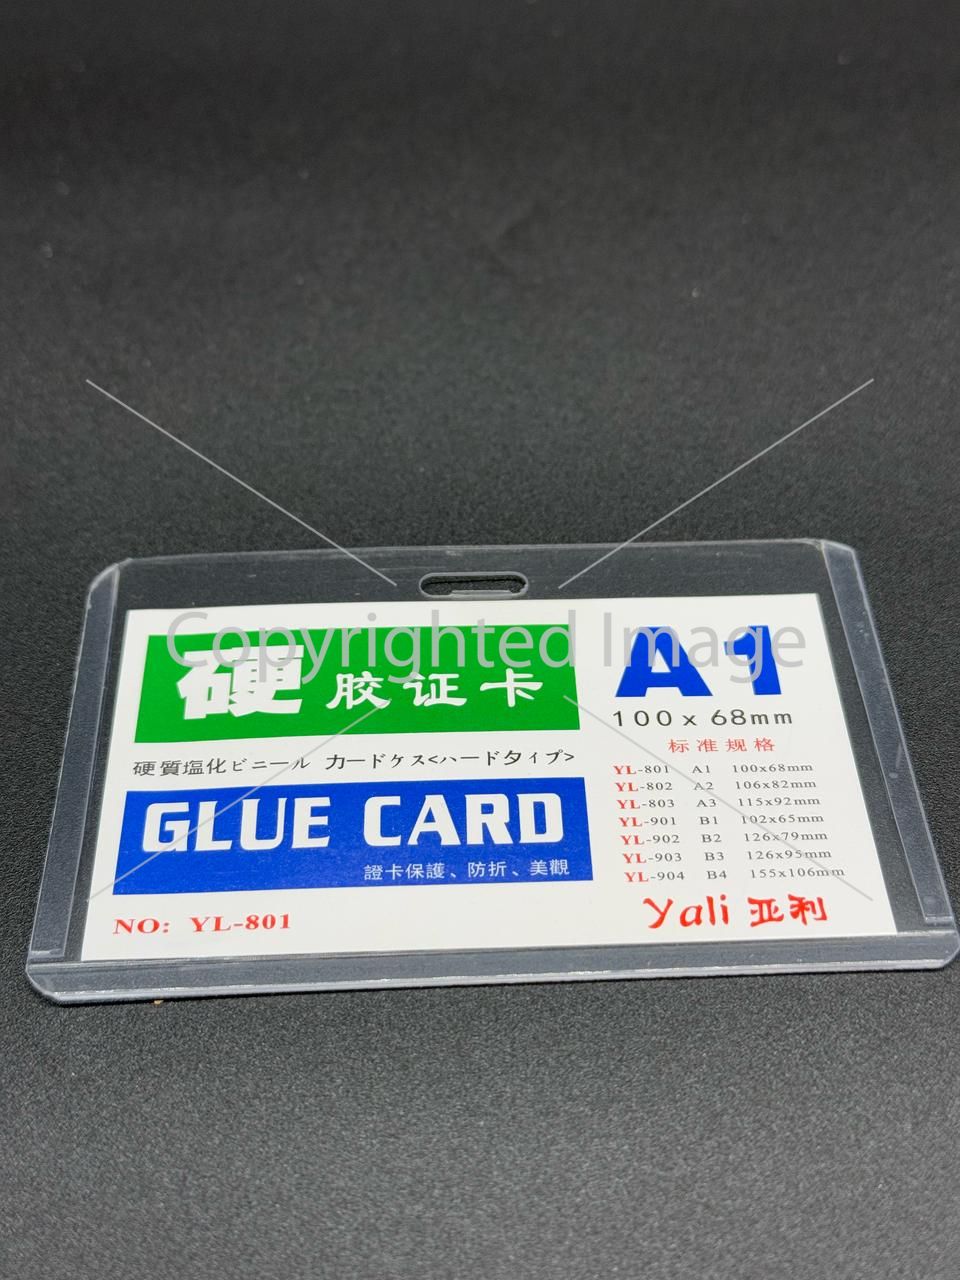 Copyrighted Image
硬胶证卡
硬質塩化ビニール カードケス<ハードタイプ>
GLUE CARD
證卡保護、防折、美觀
NO: YL-801
A1
100 x 68mm
标准规格
YL-801 A1 100x68mm
YL-802 A2 106x82mm
YL-803 A3 115x92mm
YL-901 B1 102x65mm
YL-902 B2 126x79mm
YL-903 B3 126x95mm
YL-904 B4 155x106mm
Yali 亚利